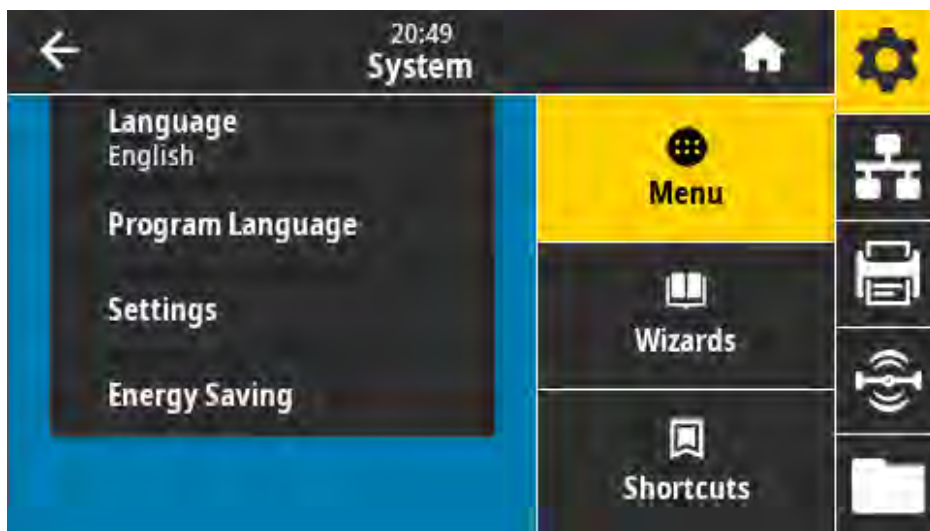 20:49
System
Language
English
Program Language
Settings
Energy Saving
Menu
Wizards
Shortcuts